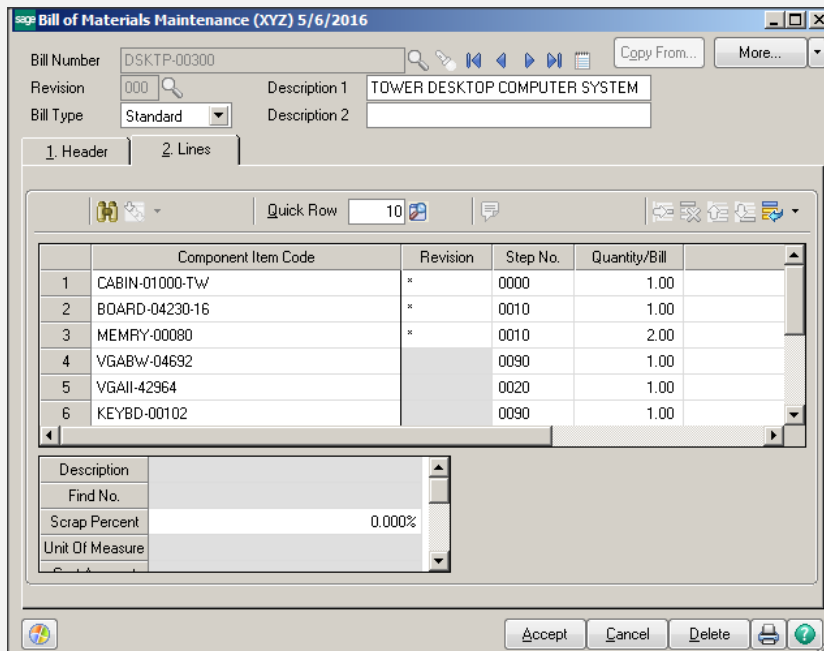 sage Bill of Materials Maintenance (XYZ) 5/6/2016
Bill Number DSKTP-00300 Copy From... More...
Revision 000 Description 1 TOWER DESKTOP COMPUTER SYSTEM
Bill Type Standard Description 2
1. Header 2. Lines
Quick Row 10
Component Item Code Revision Step No. Quantity/Bill
1 CABIN-01000-TW * 0000 1.00
2 BOARD-04230-16 * 0010 1.00
3 MEMRY-00080 * 0010 2.00
4 VGABW-04692 0090 1.00
5 VGAII-42964 0020 1.00
6 KEYBD-00102 0090 1.00
Description
Find No.
Scrap Percent 0.000%
Unit Of Measure
Accept Cancel Delete